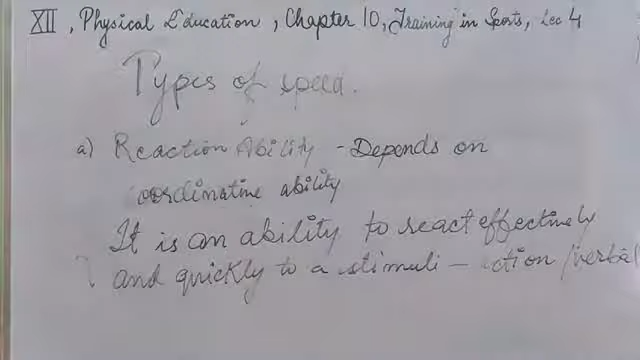 XII, Physical Education, Chapter 10, Training in Sports, Lec 4
Types of speed.
a) Reaction Ability - Depends on
coordinative ability
It is an ability to react effectively
and quickly to a stimuli - action/verbal